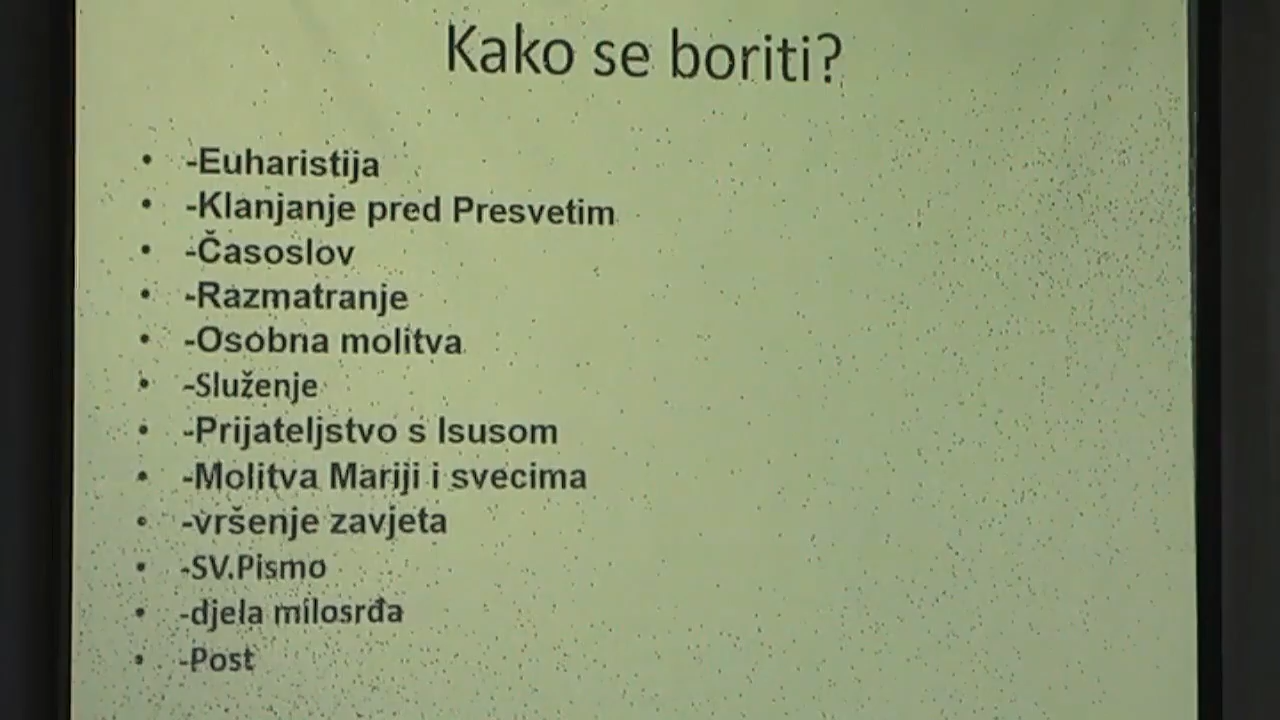 Kako se boriti?
• -Euharistija
• -Klanjanje pred Presvetim
• -Časoslov
• -Razmatranje
• -Osobna molitva
• -Služenje
• -Prijateljstvo s Isusom
• -Molitva Mariji i svecima
• -vršenje zavjeta
• -SV.Pismo
• -djela milosrđa
• -Post